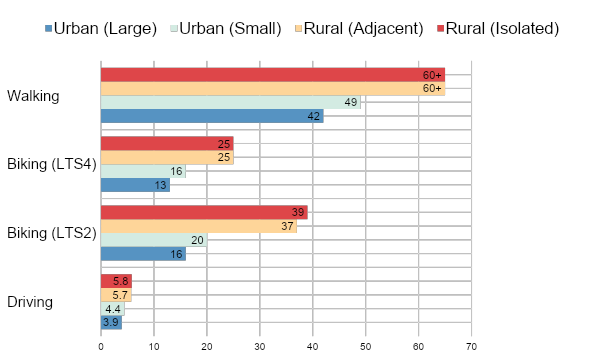 Urban (Large) Urban (Small) Rural (Adjacent) Rural (Isolated)
Walking
60+
60+
49
42
Biking (LTS4)
25
25
16
13
Biking (LTS2)
39
37
20
16
Driving
5.8
5.7
4.4
3.9
0 10 20 30 40 50 60 70